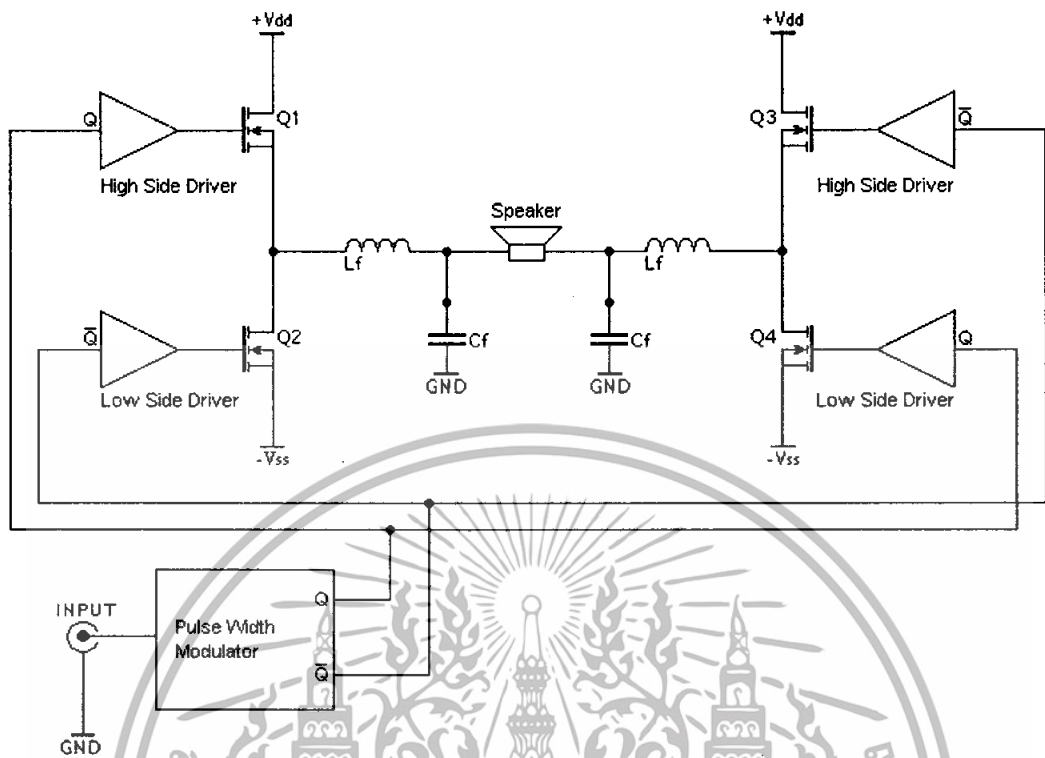 +Vdd
+Vdd
Q
Q1
Q3
Q̅
High Side Driver
High Side Driver
Speaker
Lf
Lf
Q̅
Q2
Cf
Cf
Q4
Q
Low Side Driver
GND
GND
Low Side Driver
-Vss
-Vss
INPUT
Pulse Width
Modulator
Q
Q̅
GND